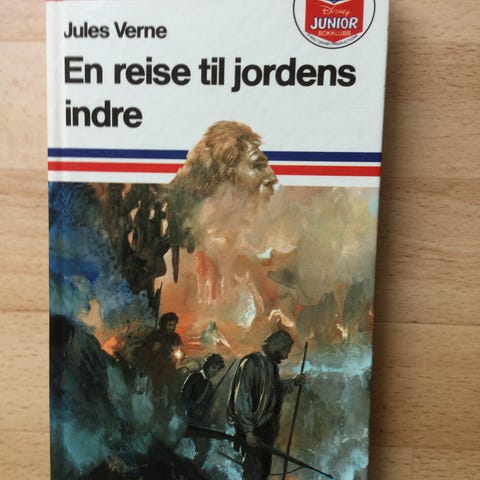 Jules Verne
En reise til jordens
indre
Disney
JUNIOR
BOKKLUBB